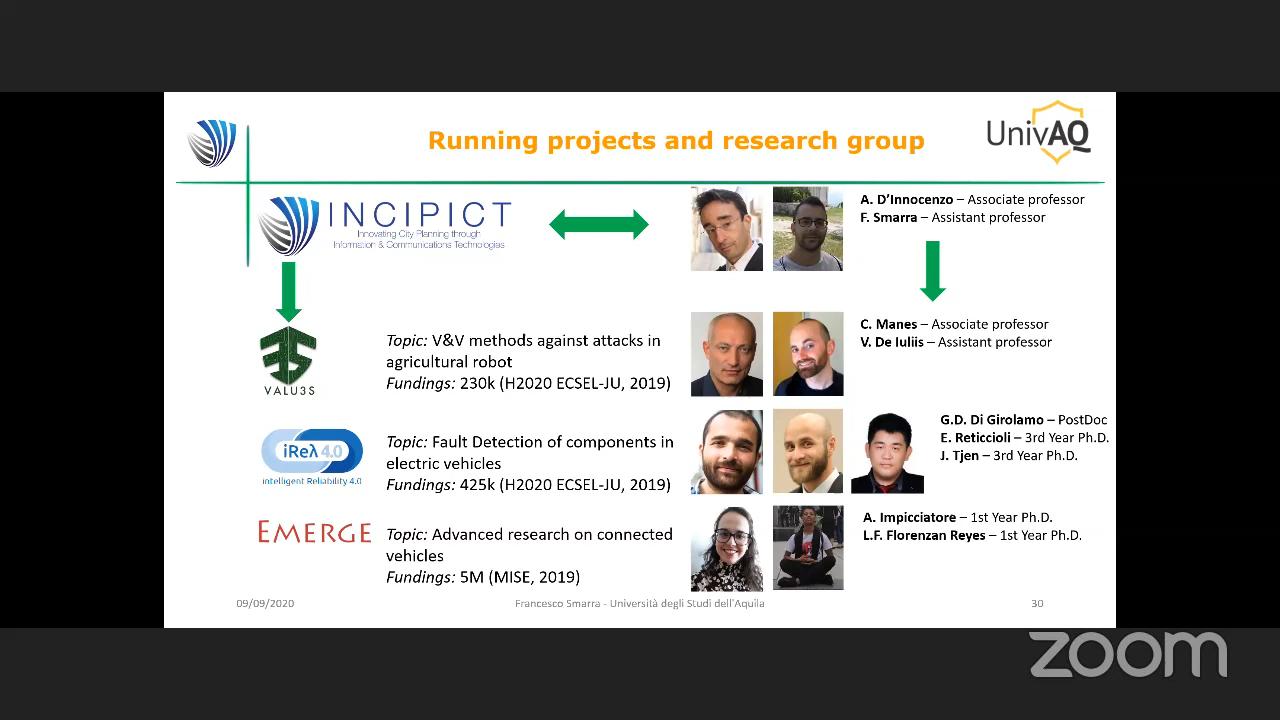 Running projects and research group
UnivAQ
INCIPICT
Innovating City Planning through
Information & Communications Technologies
A. D'Innocenzo – Associate professor
F. Smarra – Assistant professor
VALU3S
Topic: V&V methods against attacks in
agricultural robot
Fundings: 230k (H2020 ECSEL-JU, 2019)
C. Manes – Associate professor
V. De Iuliis – Assistant professor
iReλ 4.0
intelligent Reliability 4.0
Topic: Fault Detection of components in
electric vehicles
Fundings: 425k (H2020 ECSEL-JU, 2019)
G.D. Di Girolamo – PostDoc
E. Reticcioli – 3rd Year Ph.D.
J. Tjen – 3rd Year Ph.D.
EMERGE
Topic: Advanced research on connected
vehicles
Fundings: 5M (MISE, 2019)
A. Impicciatore – 1st Year Ph.D.
L.F. Florenzan Reyes – 1st Year Ph.D.
09/09/2020
Francesco Smarra - Università degli Studi dell'Aquila
30
zoom